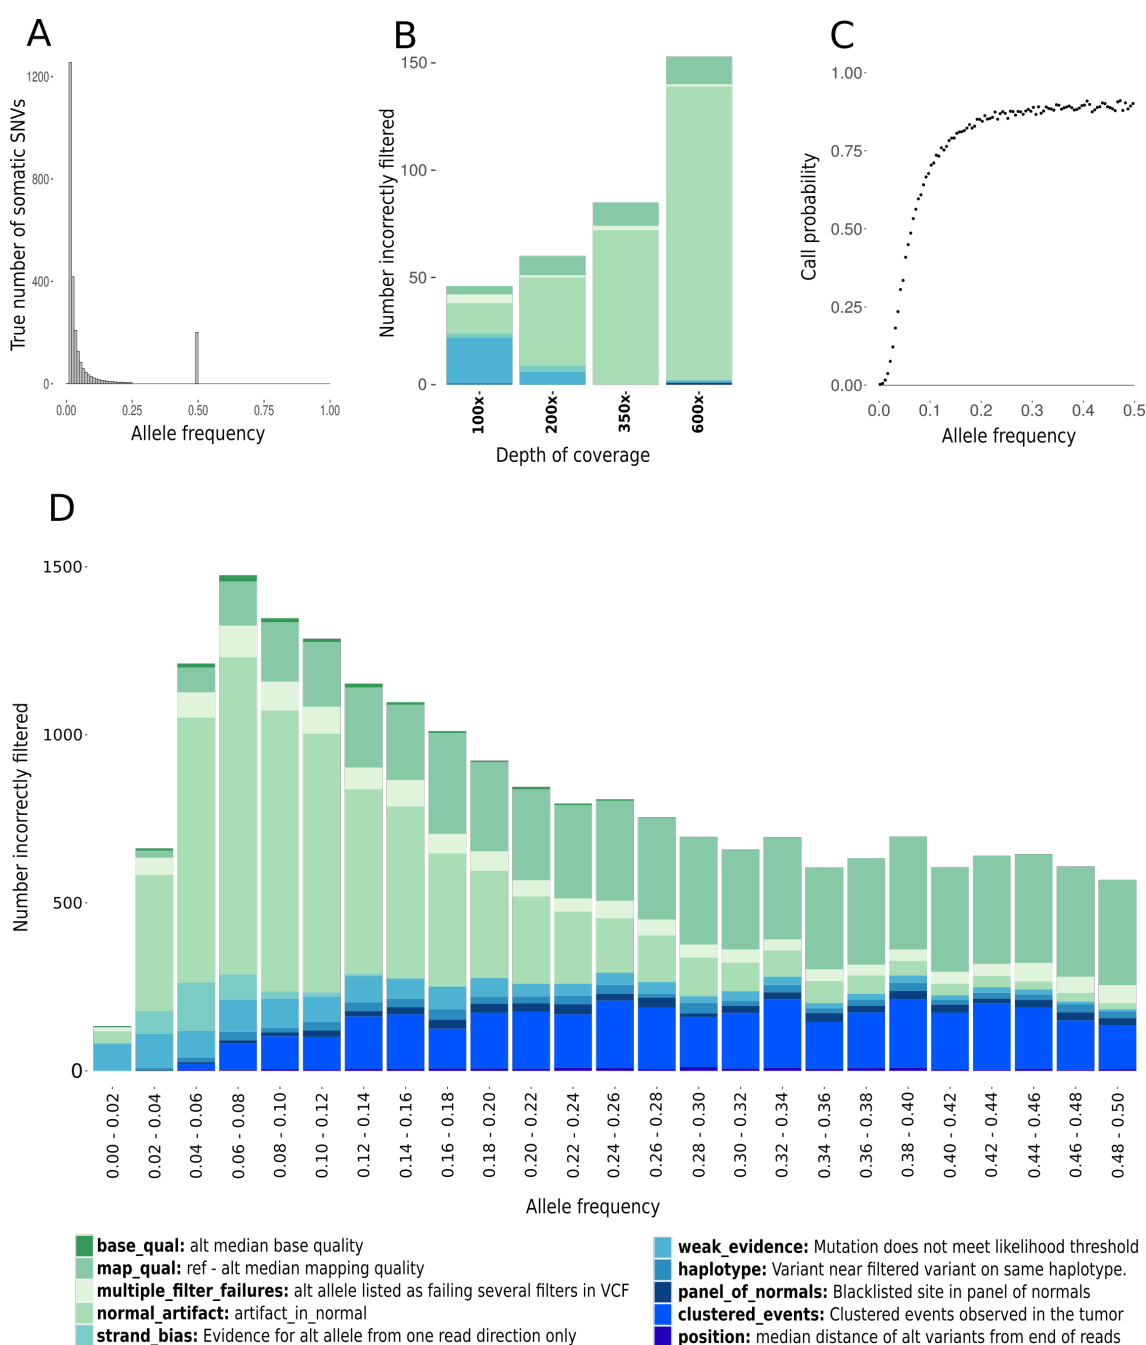 A
True number of somatic SNVs
1200
800
400
0
0.00 0.25 0.50 0.75 1.00
Allele frequency
B
Number incorrectly filtered
150
100
50
0
100x-
200x-
350x-
600x-
Depth of coverage
C
Call probability
1.00
0.75
0.50
0.25
0.00
0.0 0.1 0.2 0.3 0.4 0.5
Allele frequency
D
Number incorrectly filtered
1500
1000
500
0
0.00 - 0.02
0.02 - 0.04
0.04 - 0.06
0.06 - 0.08
0.08 - 0.10
0.10 - 0.12
0.12 - 0.14
0.14 - 0.16
0.16 - 0.18
0.18 - 0.20
0.20 - 0.22
0.22 - 0.24
0.24 - 0.26
0.26 - 0.28
0.28 - 0.30
0.30 - 0.32
0.32 - 0.34
0.34 - 0.36
0.36 - 0.38
0.38 - 0.40
0.40 - 0.42
0.42 - 0.44
0.44 - 0.46
0.46 - 0.48
0.48 - 0.50
Allele frequency
base_qual: alt median base quality
map_qual: ref - alt median mapping quality
multiple_filter_failures: alt allele listed as failing several filters in VCF
normal_artifact: artifact_in_normal
strand_bias: Evidence for alt allele from one read direction only
weak_evidence: Mutation does not meet likelihood threshold
haplotype: Variant near filtered variant on same haplotype.
panel_of_normals: Blacklisted site in panel of normals
clustered_events: Clustered events observed in the tumor
position: median distance of alt variants from end of reads